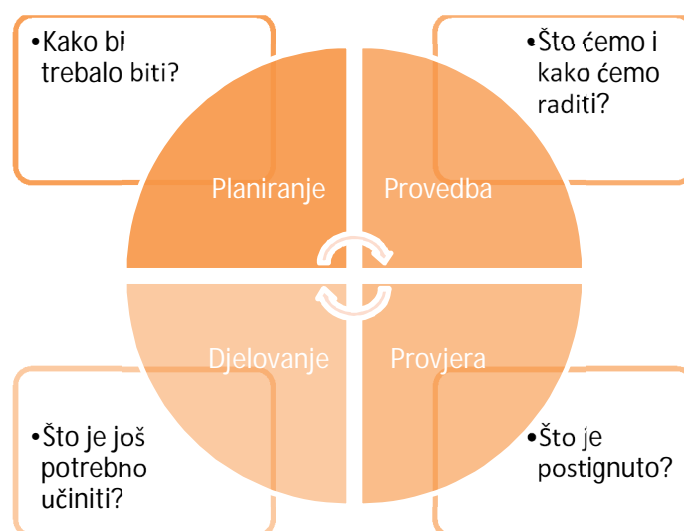 •Kako bi
trebalo biti?
•Što ćemo i
kako ćemo
raditi?
Planiranje
Provedba
Djelovanje
Provjera
•Što je još
potrebno
učiniti?
•Što je
postignuto?